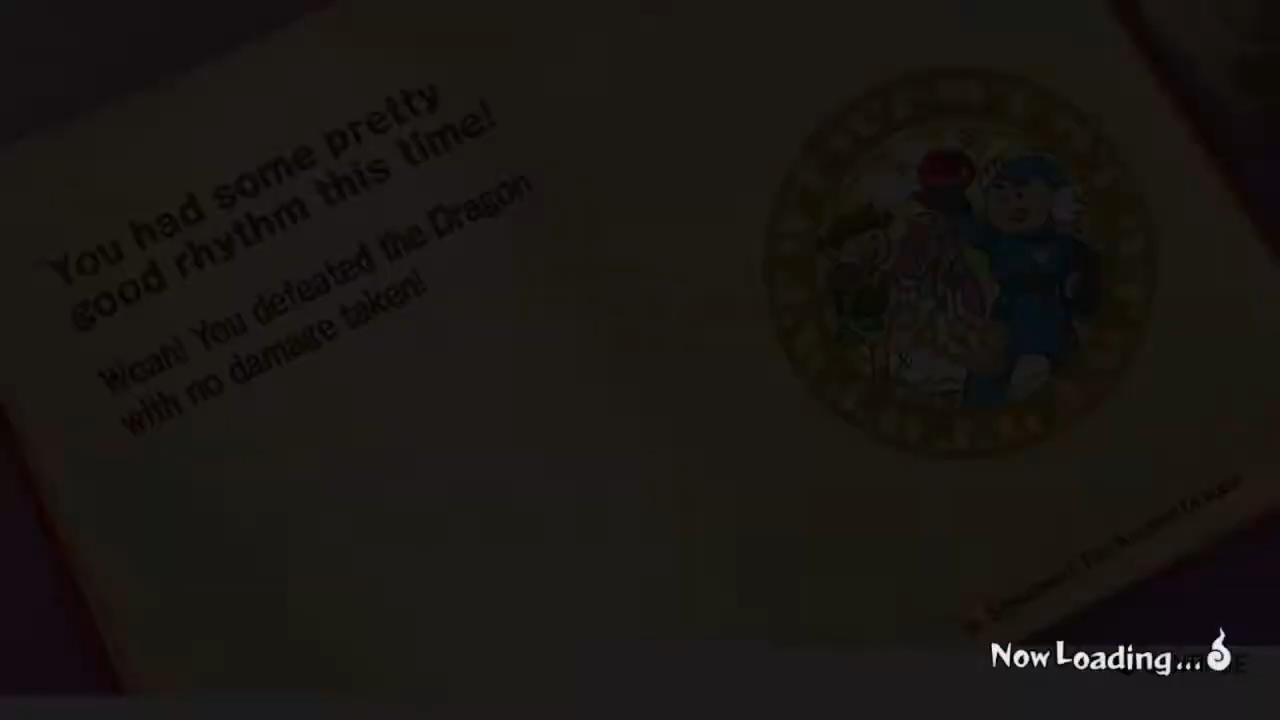 You had some pretty
good rhythm this time!
Woah! You defeated the Dragon
with no damage taken!
Now Loading...